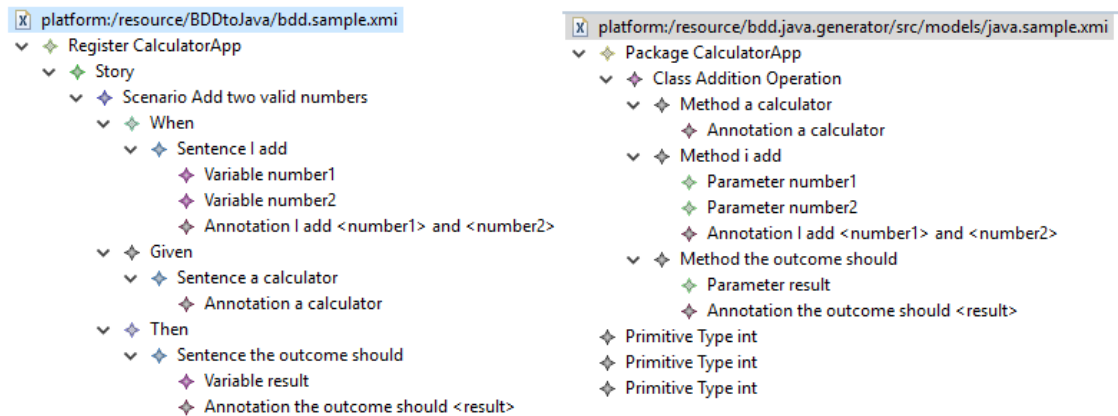 platform:/resource/BDDtoJava/bdd.sample.xmi
Register CalculatorApp
Story
Scenario Add two valid numbers
When
Sentence I add
Variable number1
Variable number2
Annotation I add <number1> and <number2>
Given
Sentence a calculator
Annotation a calculator
Then
Sentence the outcome should
Variable result
Annotation the outcome should <result>
platform:/resource/bdd.java.generator/src/models/java.sample.xmi
Package CalculatorApp
Class Addition Operation
Method a calculator
Annotation a calculator
Method i add
Parameter number1
Parameter number2
Annotation I add <number1> and <number2>
Method the outcome should
Parameter result
Annotation the outcome should <result>
Primitive Type int
Primitive Type int
Primitive Type int